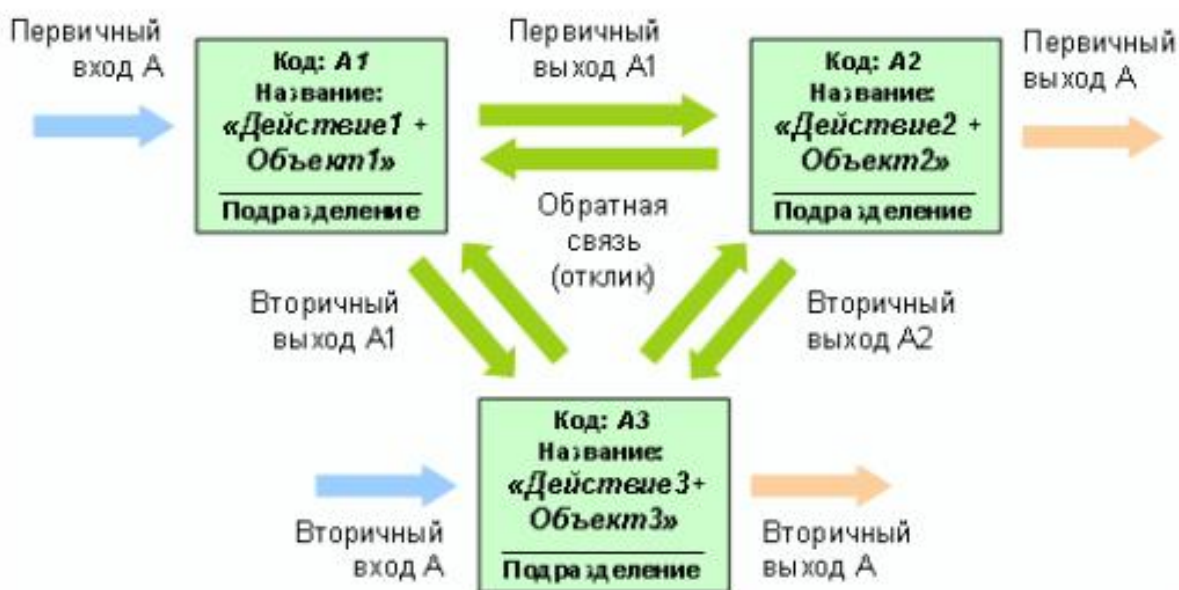 Первичный
вход А
Код: А1
Название:
«Действие1 +
Объект1»
Подразделение
Первичный
выход А1
Код: А2
Название:
«Действие2 +
Объект2»
Подразделение
Первичный
выход А
Обратная
связь
(отклик)
Вторичный
выход А1
Вторичный
выход А2
Код: А3
Название:
«Действие3+
Объект3»
Подразделение
Вторичный
вход А
Вторичный
выход А